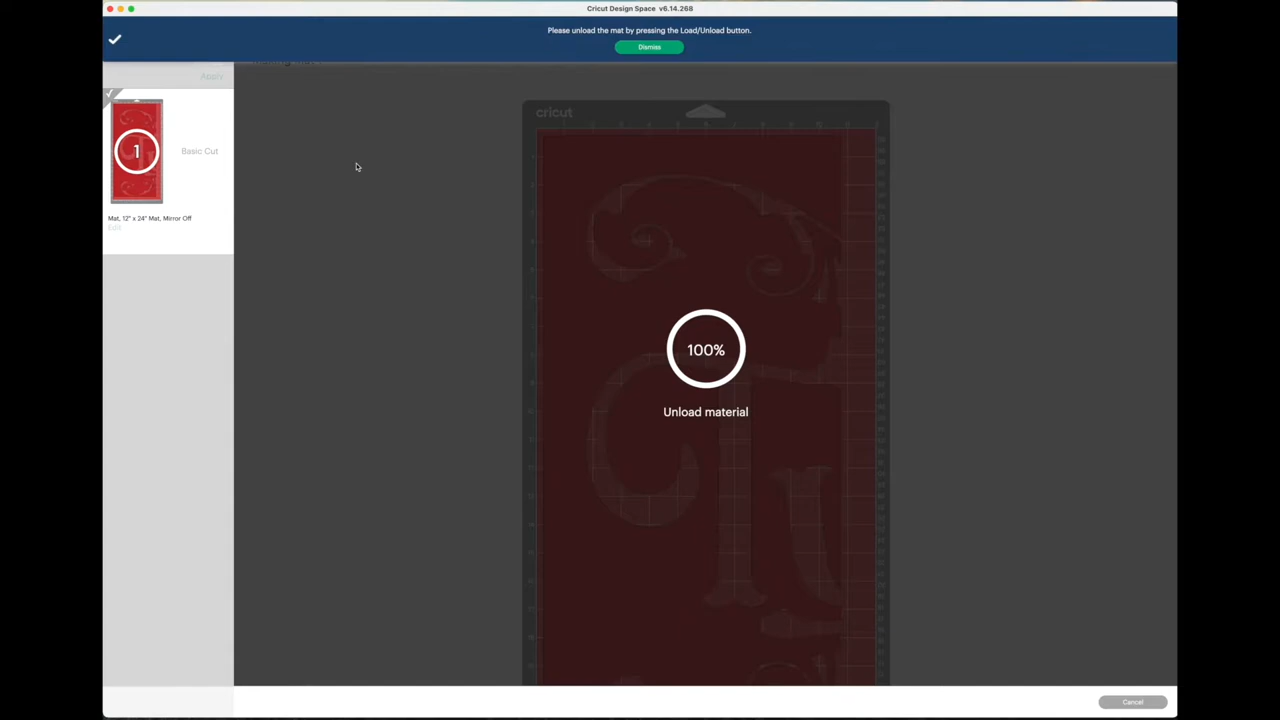 Cricut Design Space v6.14.268
Please unload the mat by pressing the Load/Unload button.
Dismiss
Apply
1
Basic Cut
Mat, 12" x 24" Mat, Mirror Off
Edit
cricut
100%
Unload material
Cancel